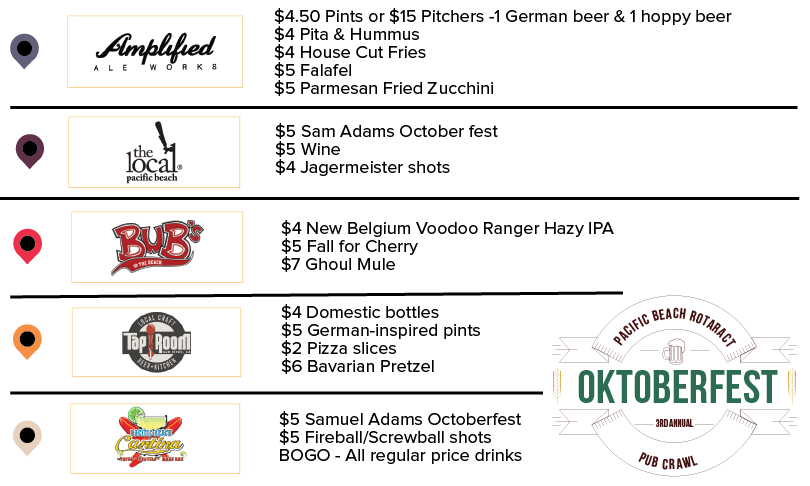 Amplified
ALE WORKS
$4.50 Pints or $15 Pitchers -1 German beer & 1 hoppy beer
$4 Pita & Hummus
$4 House Cut Fries
$5 Falafel
$5 Parmesan Fried Zucchini
the
local®
pacific beach
$5 Sam Adams October fest
$5 Wine
$4 Jagermeister shots
BUB's
@ THE BEACH
$4 New Belgium Voodoo Ranger Hazy IPA
$5 Fall for Cherry
$7 Ghoul Mule
LOCAL CRAFT
Tap Room
BEER • KITCHEN
$4 Domestic bottles
$5 German-inspired pints
$2 Pizza slices
$6 Bavarian Pretzel
PACIFIC BEACH
Cantina
$5 Samuel Adams Octoberfest
$5 Fireball/Screwball shots
BOGO - All regular price drinks
PACIFIC BEACH ROTARACT
OKTOBERFEST
3RD ANNUAL
PUB CRAWL